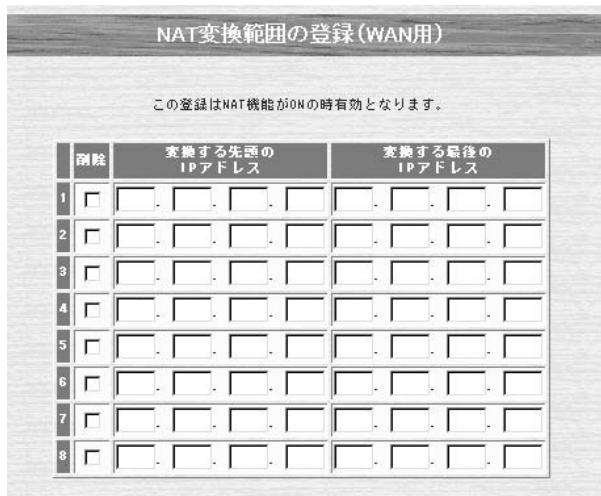 NAT変換範囲の登録(WAN用)
この登録はNAT機能がONの時有効となります。
削除 変換する先頭の 変換する最後の
IPアドレス IPアドレス
1 . . . . . .
2 . . . . . .
3 . . . . . .
4 . . . . . .
5 . . . . . .
6 . . . . . .
7 . . . . . .
8 . . . . . .